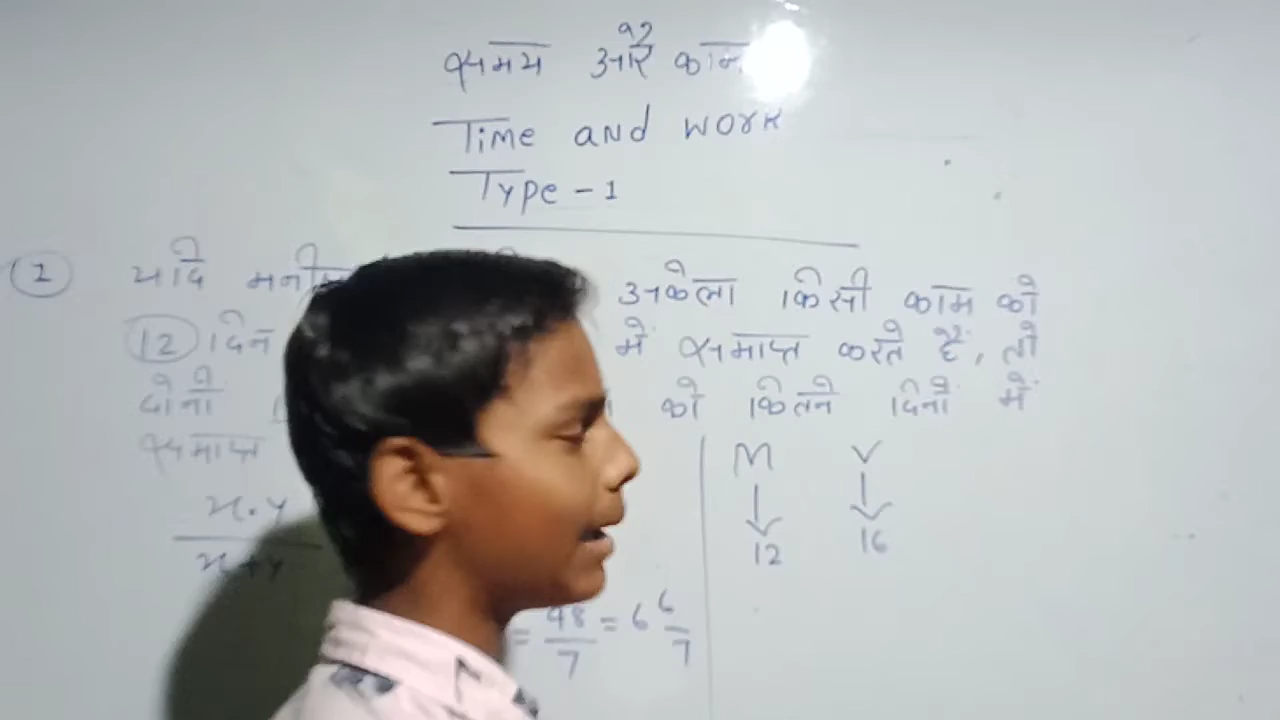 समय और काम
Time and WORK
Type - 1
1 यदि अकेला किसी काम को
12 दिन में समाप्त करते हैं, तो
दोनों को कितने दिनों में
समाप्त
x.y
x+y
= 48/7 = 6 6/7
M V
↓ ↓
12 16